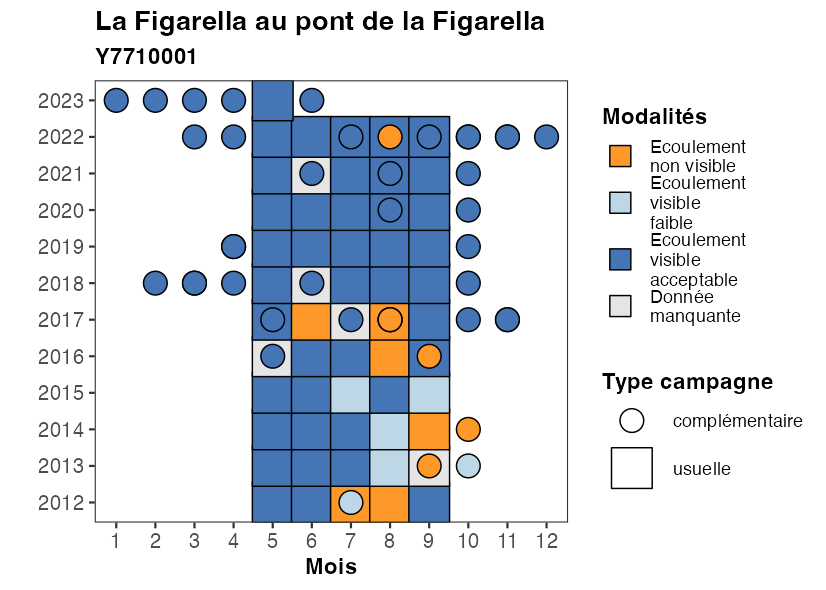 La Figarella au pont de la Figarella
Y7710001
2023
2022
2021
2020
2019
2018
2017
2016
2015
2014
2013
2012
1 2 3 4 5 6 7 8 9 10 11 12
Mois
Modalités
Ecoulement
non visible
Ecoulement
visible
faible
Ecoulement
visible
acceptable
Donnée
manquante
Type campagne
complémentaire
usuelle